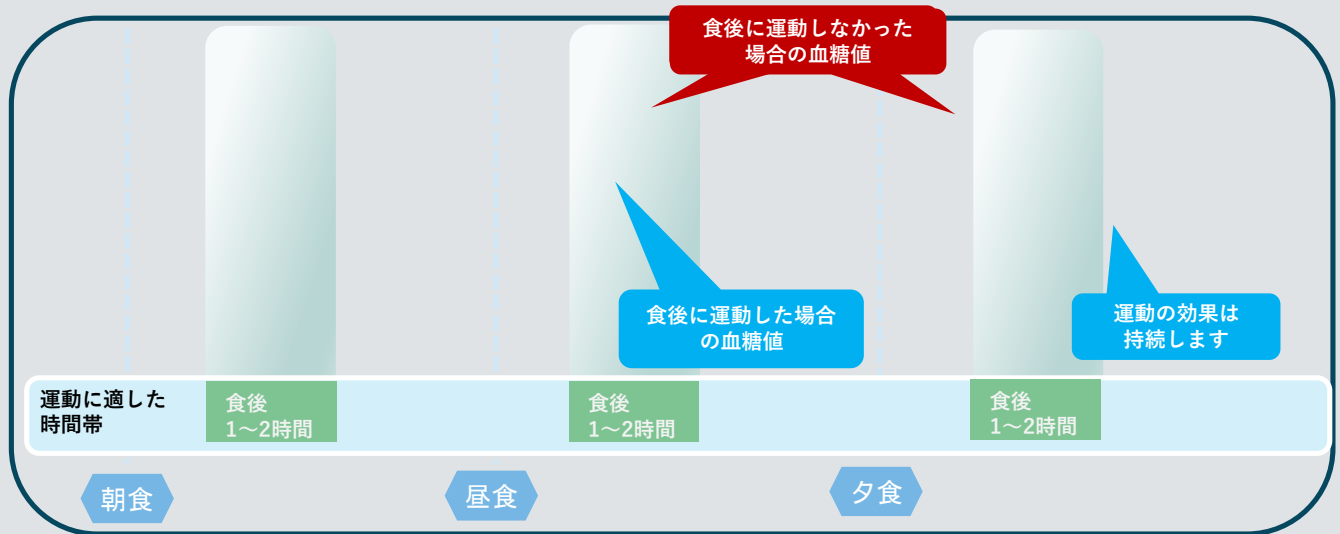 食後に運動しなかった
場合の血糖値
食後に運動した場合
の血糖値
運動の効果は
持続します
運動に適した
時間帯
食後
1〜2時間
食後
1〜2時間
食後
1〜2時間
朝食
昼食
夕食